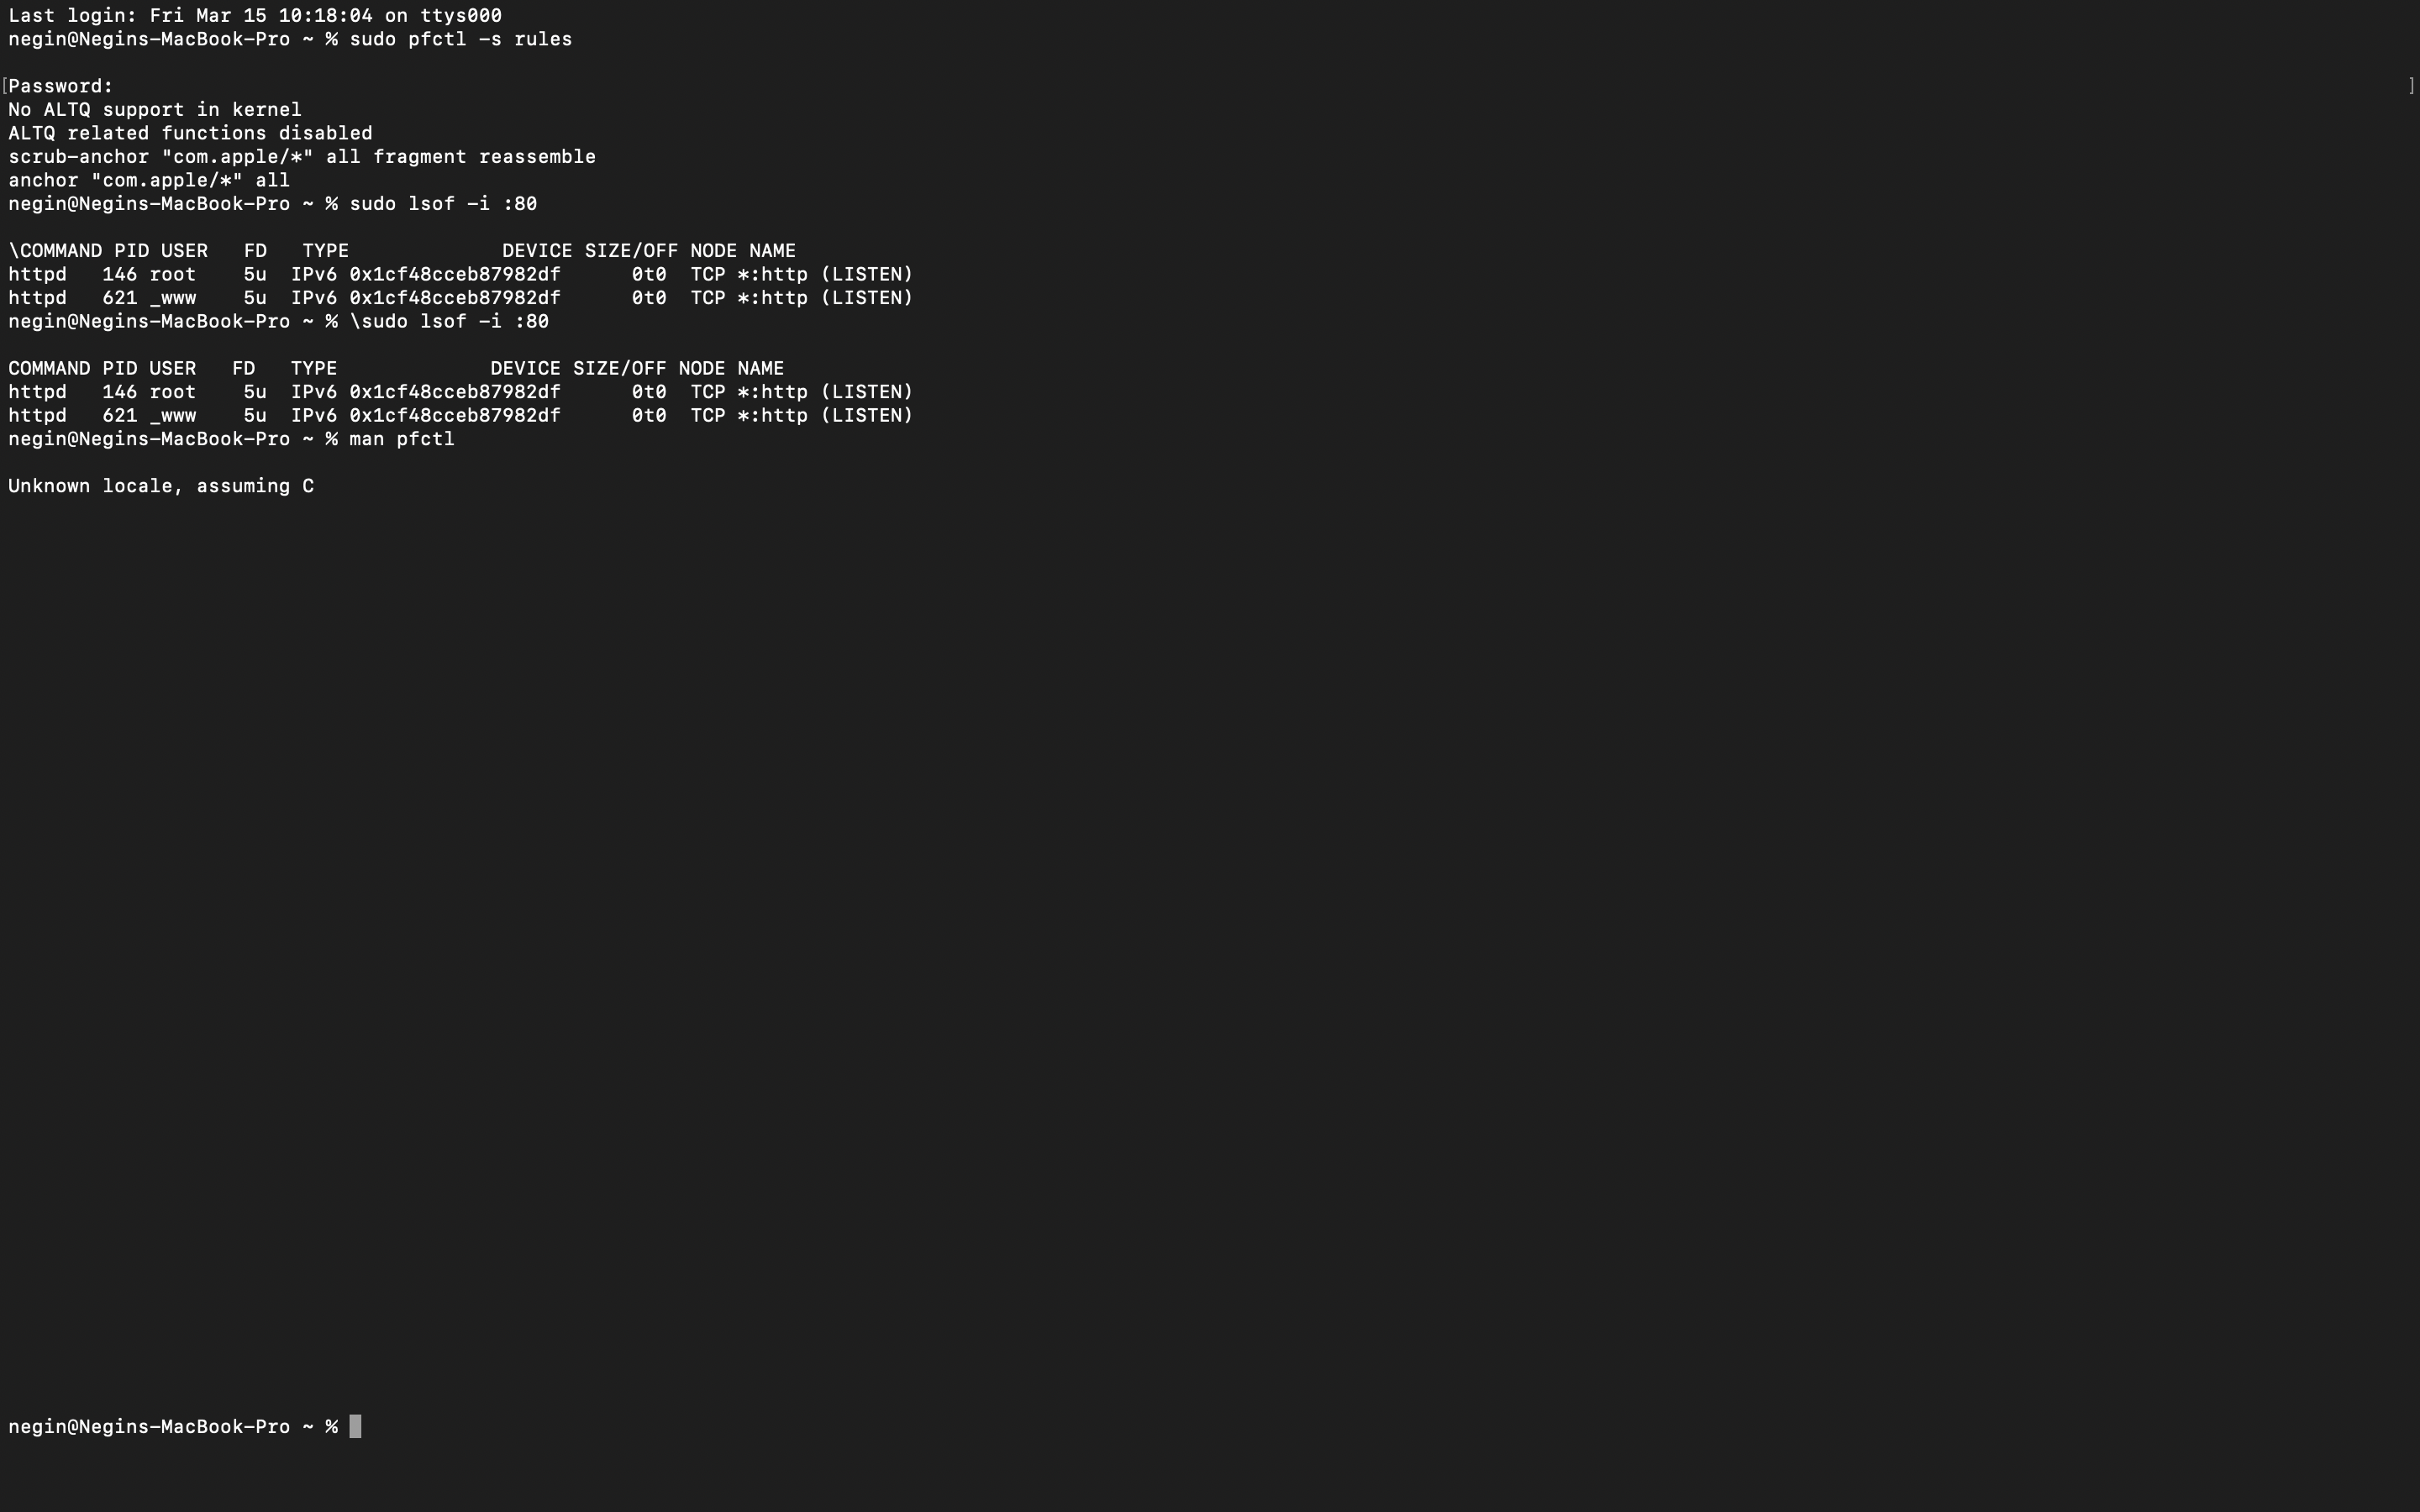 Last login: Fri Mar 15 10:18:04 on ttys000
negin@Negins-MacBook-Pro ~ % sudo pfctl -s rules
[Password:]
No ALTQ support in kernel
ALTQ related functions disabled
scrub-anchor "com.apple/*" all fragment reassemble
anchor "com.apple/*" all
negin@Negins-MacBook-Pro ~ % sudo lsof -i :80
\COMMAND PID USER   FD   TYPE             DEVICE SIZE/OFF NODE NAME
httpd   146 root    5u  IPv6 0x1cf48cceb87982df      0t0  TCP *:http (LISTEN)
httpd   621 _www    5u  IPv6 0x1cf48cceb87982df      0t0  TCP *:http (LISTEN)
negin@Negins-MacBook-Pro ~ % \sudo lsof -i :80
COMMAND PID USER   FD   TYPE             DEVICE SIZE/OFF NODE NAME
httpd   146 root    5u  IPv6 0x1cf48cceb87982df      0t0  TCP *:http (LISTEN)
httpd   621 _www    5u  IPv6 0x1cf48cceb87982df      0t0  TCP *:http (LISTEN)
negin@Negins-MacBook-Pro ~ % man pfctl
Unknown locale, assuming C
negin@Negins-MacBook-Pro ~ %